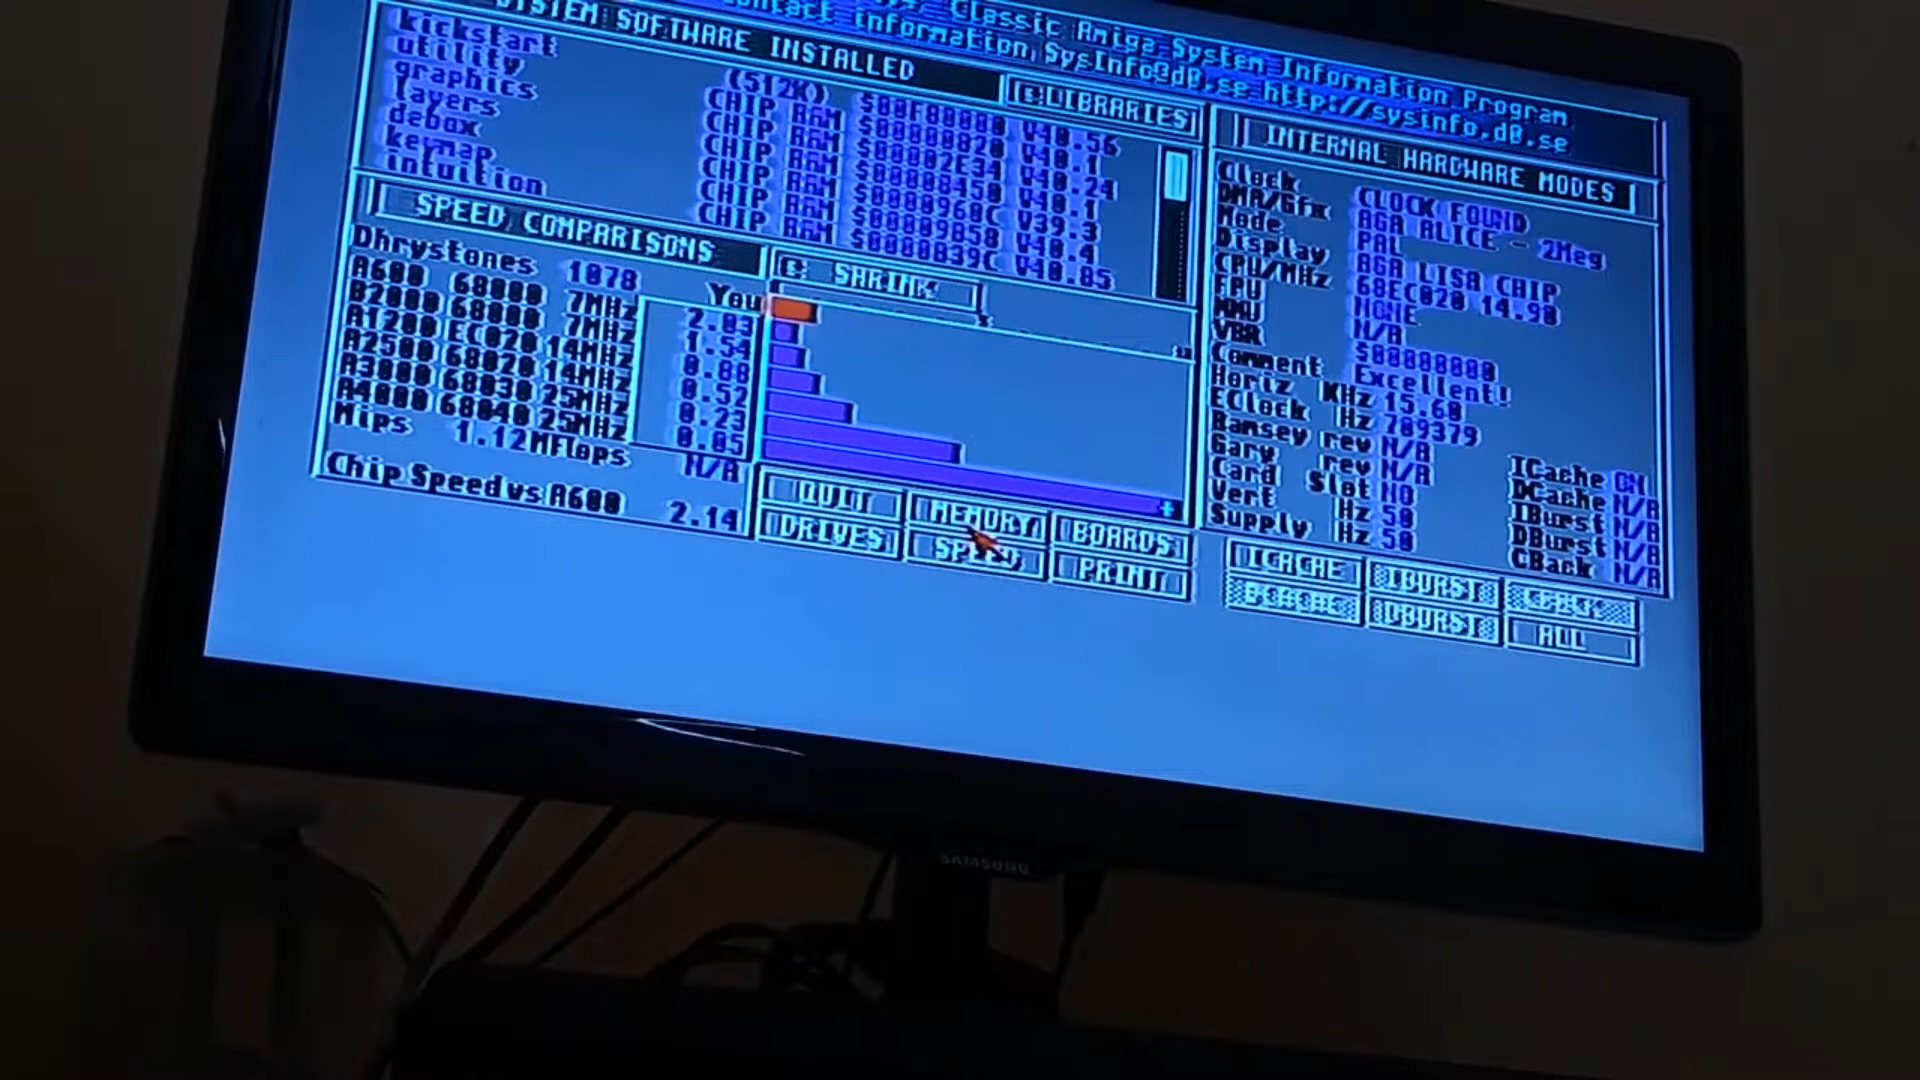 Classic Amiga System Information Program
contact information, SysInfo@d0.se http://sysinfo.d0.se
SYSTEM SOFTWARE INSTALLED
LIBRARIES
kickstart (512K) $00F80000 V40.56
utility CHIP RAM $00000820 V40.1
graphics CHIP RAM $00002E34 V40.24
layers CHIP RAM $00008450 V40.1
debox CHIP RAM $0000960C V39.3
keymap CHIP RAM $00009858 V40.4
intuition CHIP RAM $0000B39C V40.85
INTERNAL HARDWARE MODES
Clock CLOCK FOUND
DMA/Gfx AGA ALICE - 2Meg
Mode PAL
Display AGA LISA CHIP
CPU/MHz 68EC020 14.90
FPU NONE
MMU N/A
VBR $00000000
Comment Excellent!
Horiz KHz 15.60
EClock Hz 709379
Ramsey rev N/A
Gary rev N/A
Card Slot NO
Vert Hz 50
Supply Hz 50
ICache ON
DCache N/A
IBurst N/A
DBurst N/A
CBack N/A
SPEED COMPARISONS
SHRINK
Dhrystones 1078 You
A600 68000 7MHz 2.03
B2000 68000 7MHz 1.54
A1200 EC020 14MHz 0.88
A2500 68020 14MHz 0.52
A3000 68030 25MHz 0.23
A4000 68040 25MHz 0.05
Mips 1.12 MFlops N/A
Chip Speed vs A600 2.14
QUIT MEMORY BOARDS
DRIVES SPEED PRINT
ICACHE IBURST CBACK
DCACHE DBURST ALL
SAMSUNG